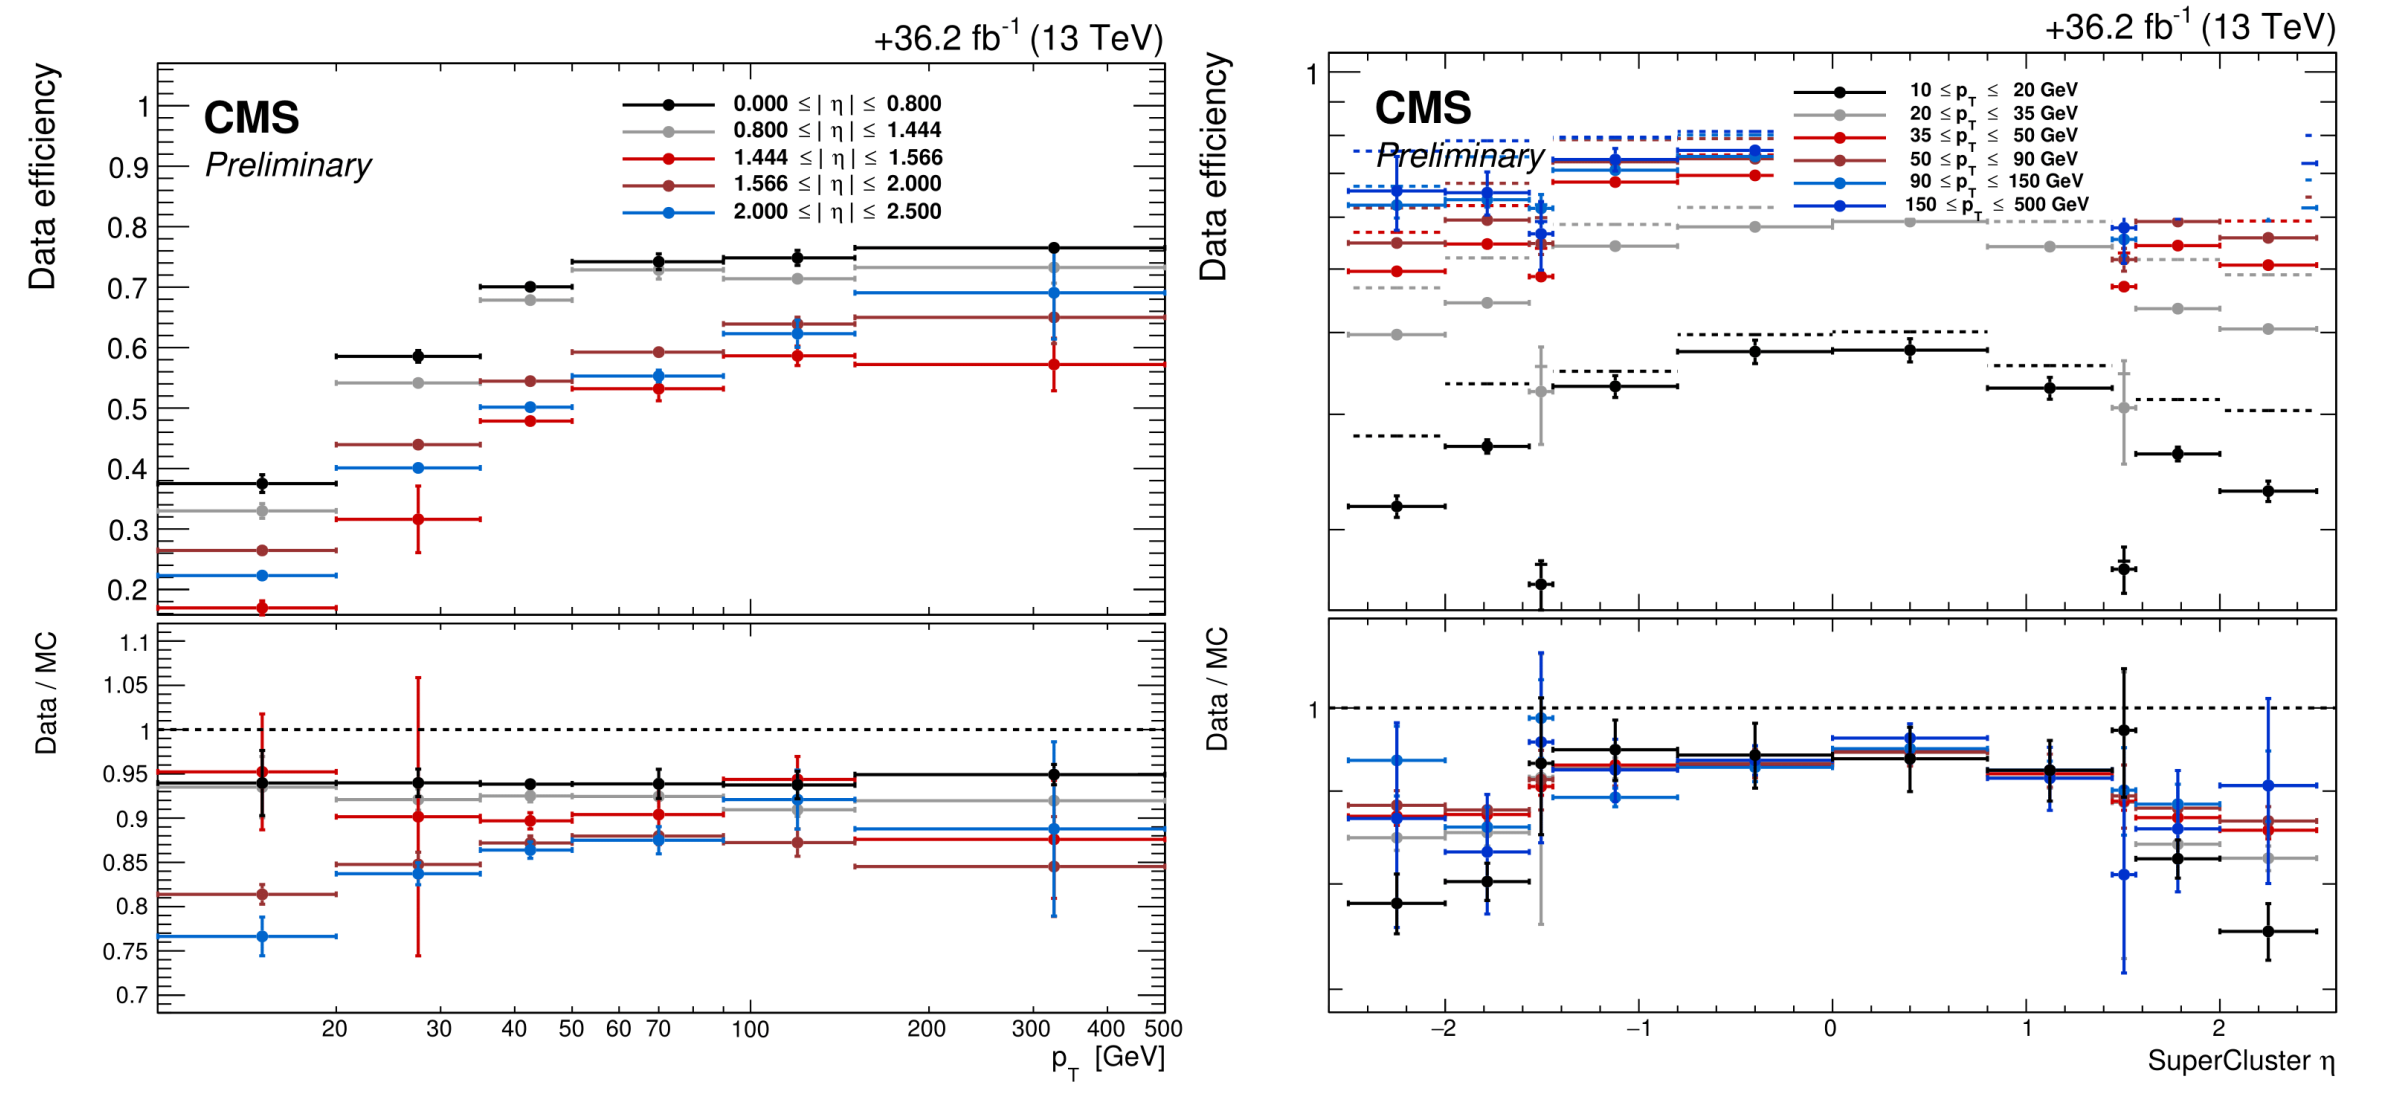 +36.2 fb-1 (13 TeV)
Data efficiency
CMS
Preliminary
0.000 ≤| η | ≤ 0.800
0.800 ≤| η | ≤ 1.444
1.444 ≤| η | ≤ 1.566
1.566 ≤| η | ≤ 2.000
2.000 ≤| η | ≤ 2.500
1
0.9
0.8
0.7
0.6
0.5
0.4
0.3
0.2
Data / MC
1.1
1.05
1
0.95
0.9
0.85
0.8
0.75
0.7
20 30 40 50 60 70 100 200 300 400 500
pT [GeV]
+36.2 fb-1 (13 TeV)
Data efficiency
1
CMS
Preliminary
10 ≤ pT ≤ 20 GeV
20 ≤ pT ≤ 35 GeV
35 ≤ pT ≤ 50 GeV
50 ≤ pT ≤ 90 GeV
90 ≤ pT ≤ 150 GeV
150 ≤ pT ≤ 500 GeV
Data / MC
1
−2 −1 0 1 2
SuperCluster η